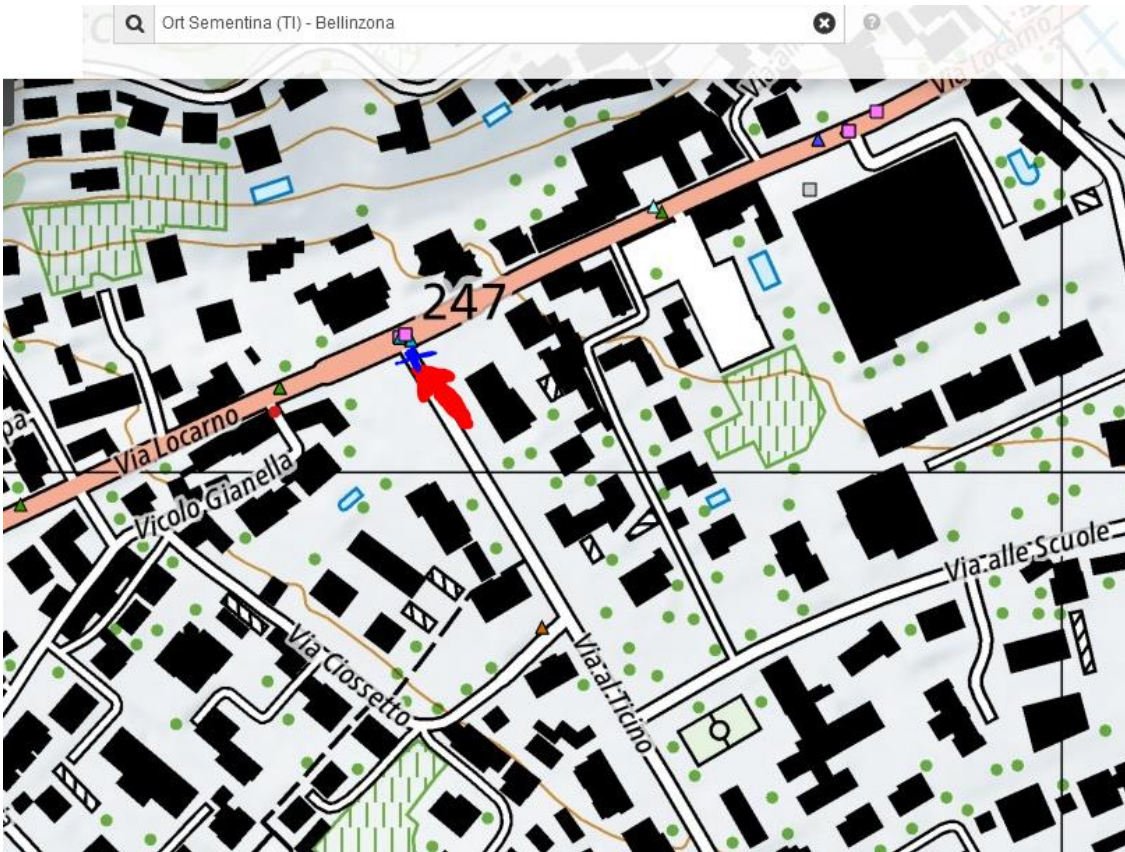 Ort Sementina (TI) - Bellinzona
Via Locarno
247
Via Locarno
Vicolo Gianella
Via alle Scuole
Via Ciossetto
Via al Ticino